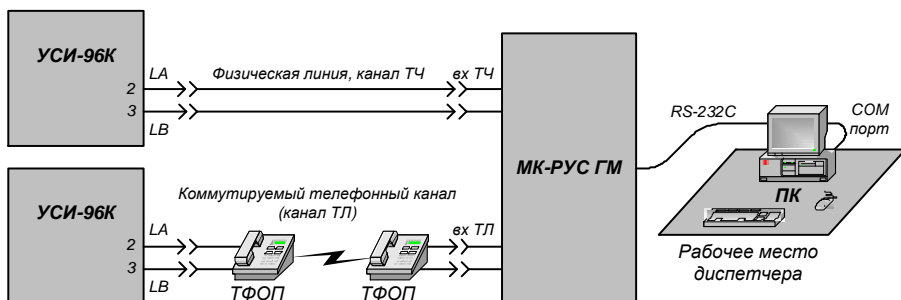 УСИ-96К
LA
2
3
LB
Физическая линия, канал ТЧ
вх ТЧ
МК-РУС ГМ
RS-232C
COM
порт
ПК
Рабочее место
диспетчера
УСИ-96К
LA
2
3
LB
Коммутируемый телефонный канал
(канал ТЛ)
вх ТЛ
ТФОП
ТФОП